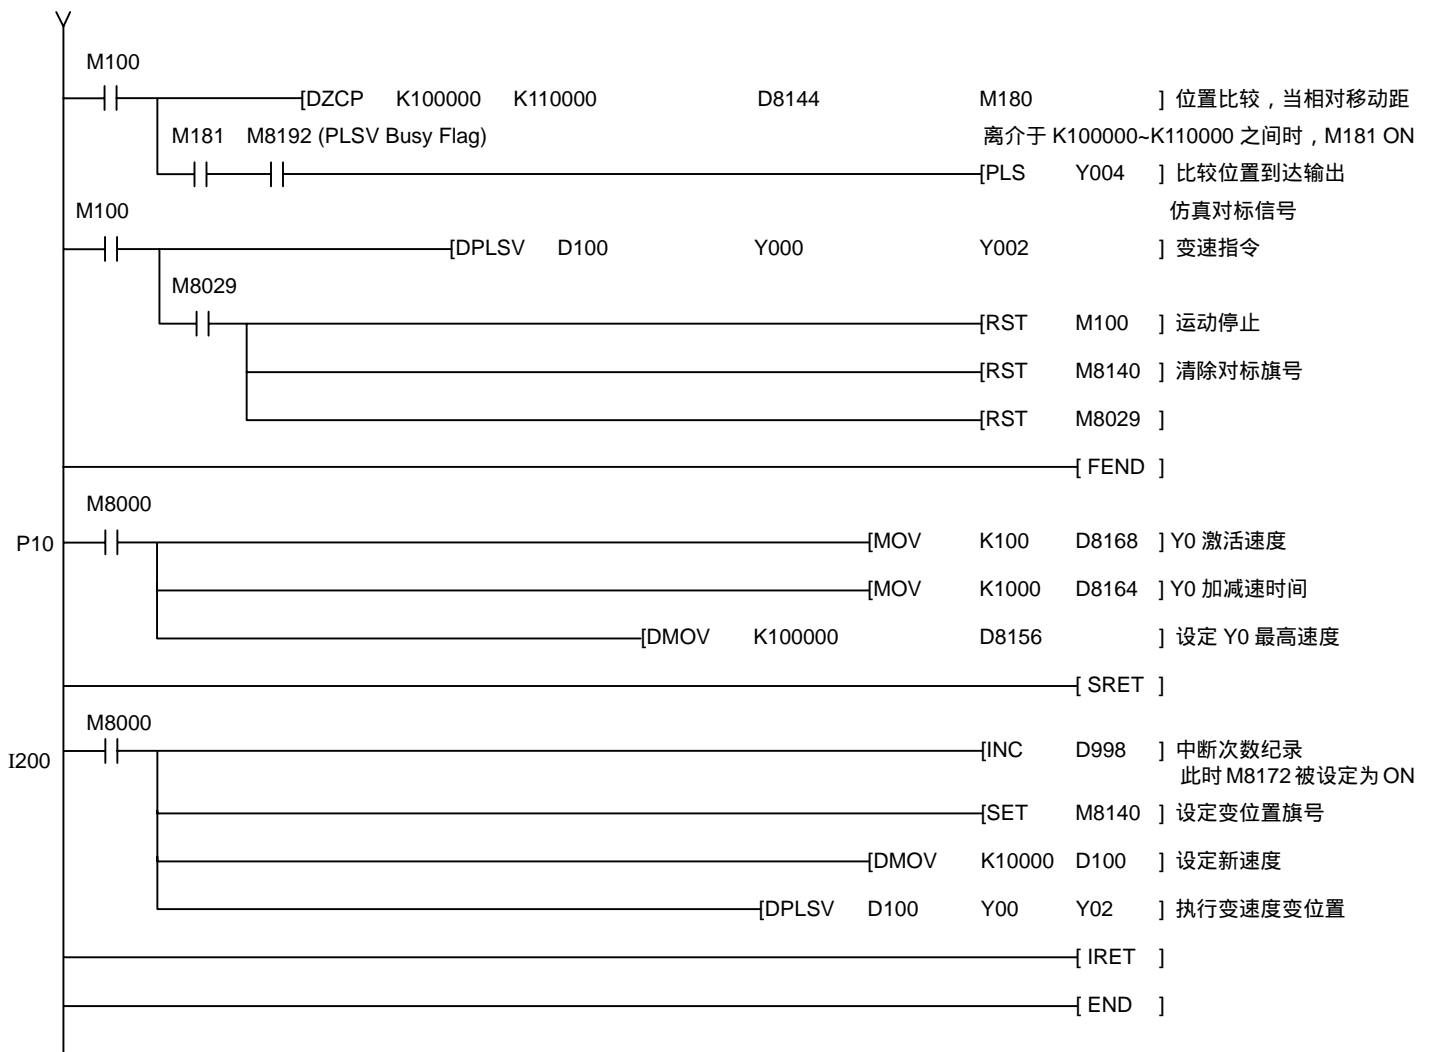 M100
[DZCP K100000 K110000 D8144 M180 ] 位置比较，当相对移动距
M181 M8192 (PLSV Busy Flag) 离介于 K100000~K110000 之间时，M181 ON
[PLS Y004 ] 比较位置到达输出
M100 仿真对标信号
[DPLSV D100 Y000 Y002 ] 变速指令
M8029
[RST M100 ] 运动停止
[RST M8140 ] 清除对标旗号
[RST M8029 ]
[ FEND ]
M8000
P10 [MOV K100 D8168 ] Y0 激活速度
[MOV K1000 D8164 ] Y0 加减速时间
[DMOV K100000 D8156 ] 设定 Y0 最高速度
[ SRET ]
M8000
I200 [INC D998 ] 中断次数纪录
此时 M8172 被设定为 ON
[SET M8140 ] 设定变位置旗号
[DMOV K10000 D100 ] 设定新速度
[DPLSV D100 Y00 Y02 ] 执行变速度变位置
[ IRET ]
[ END ]